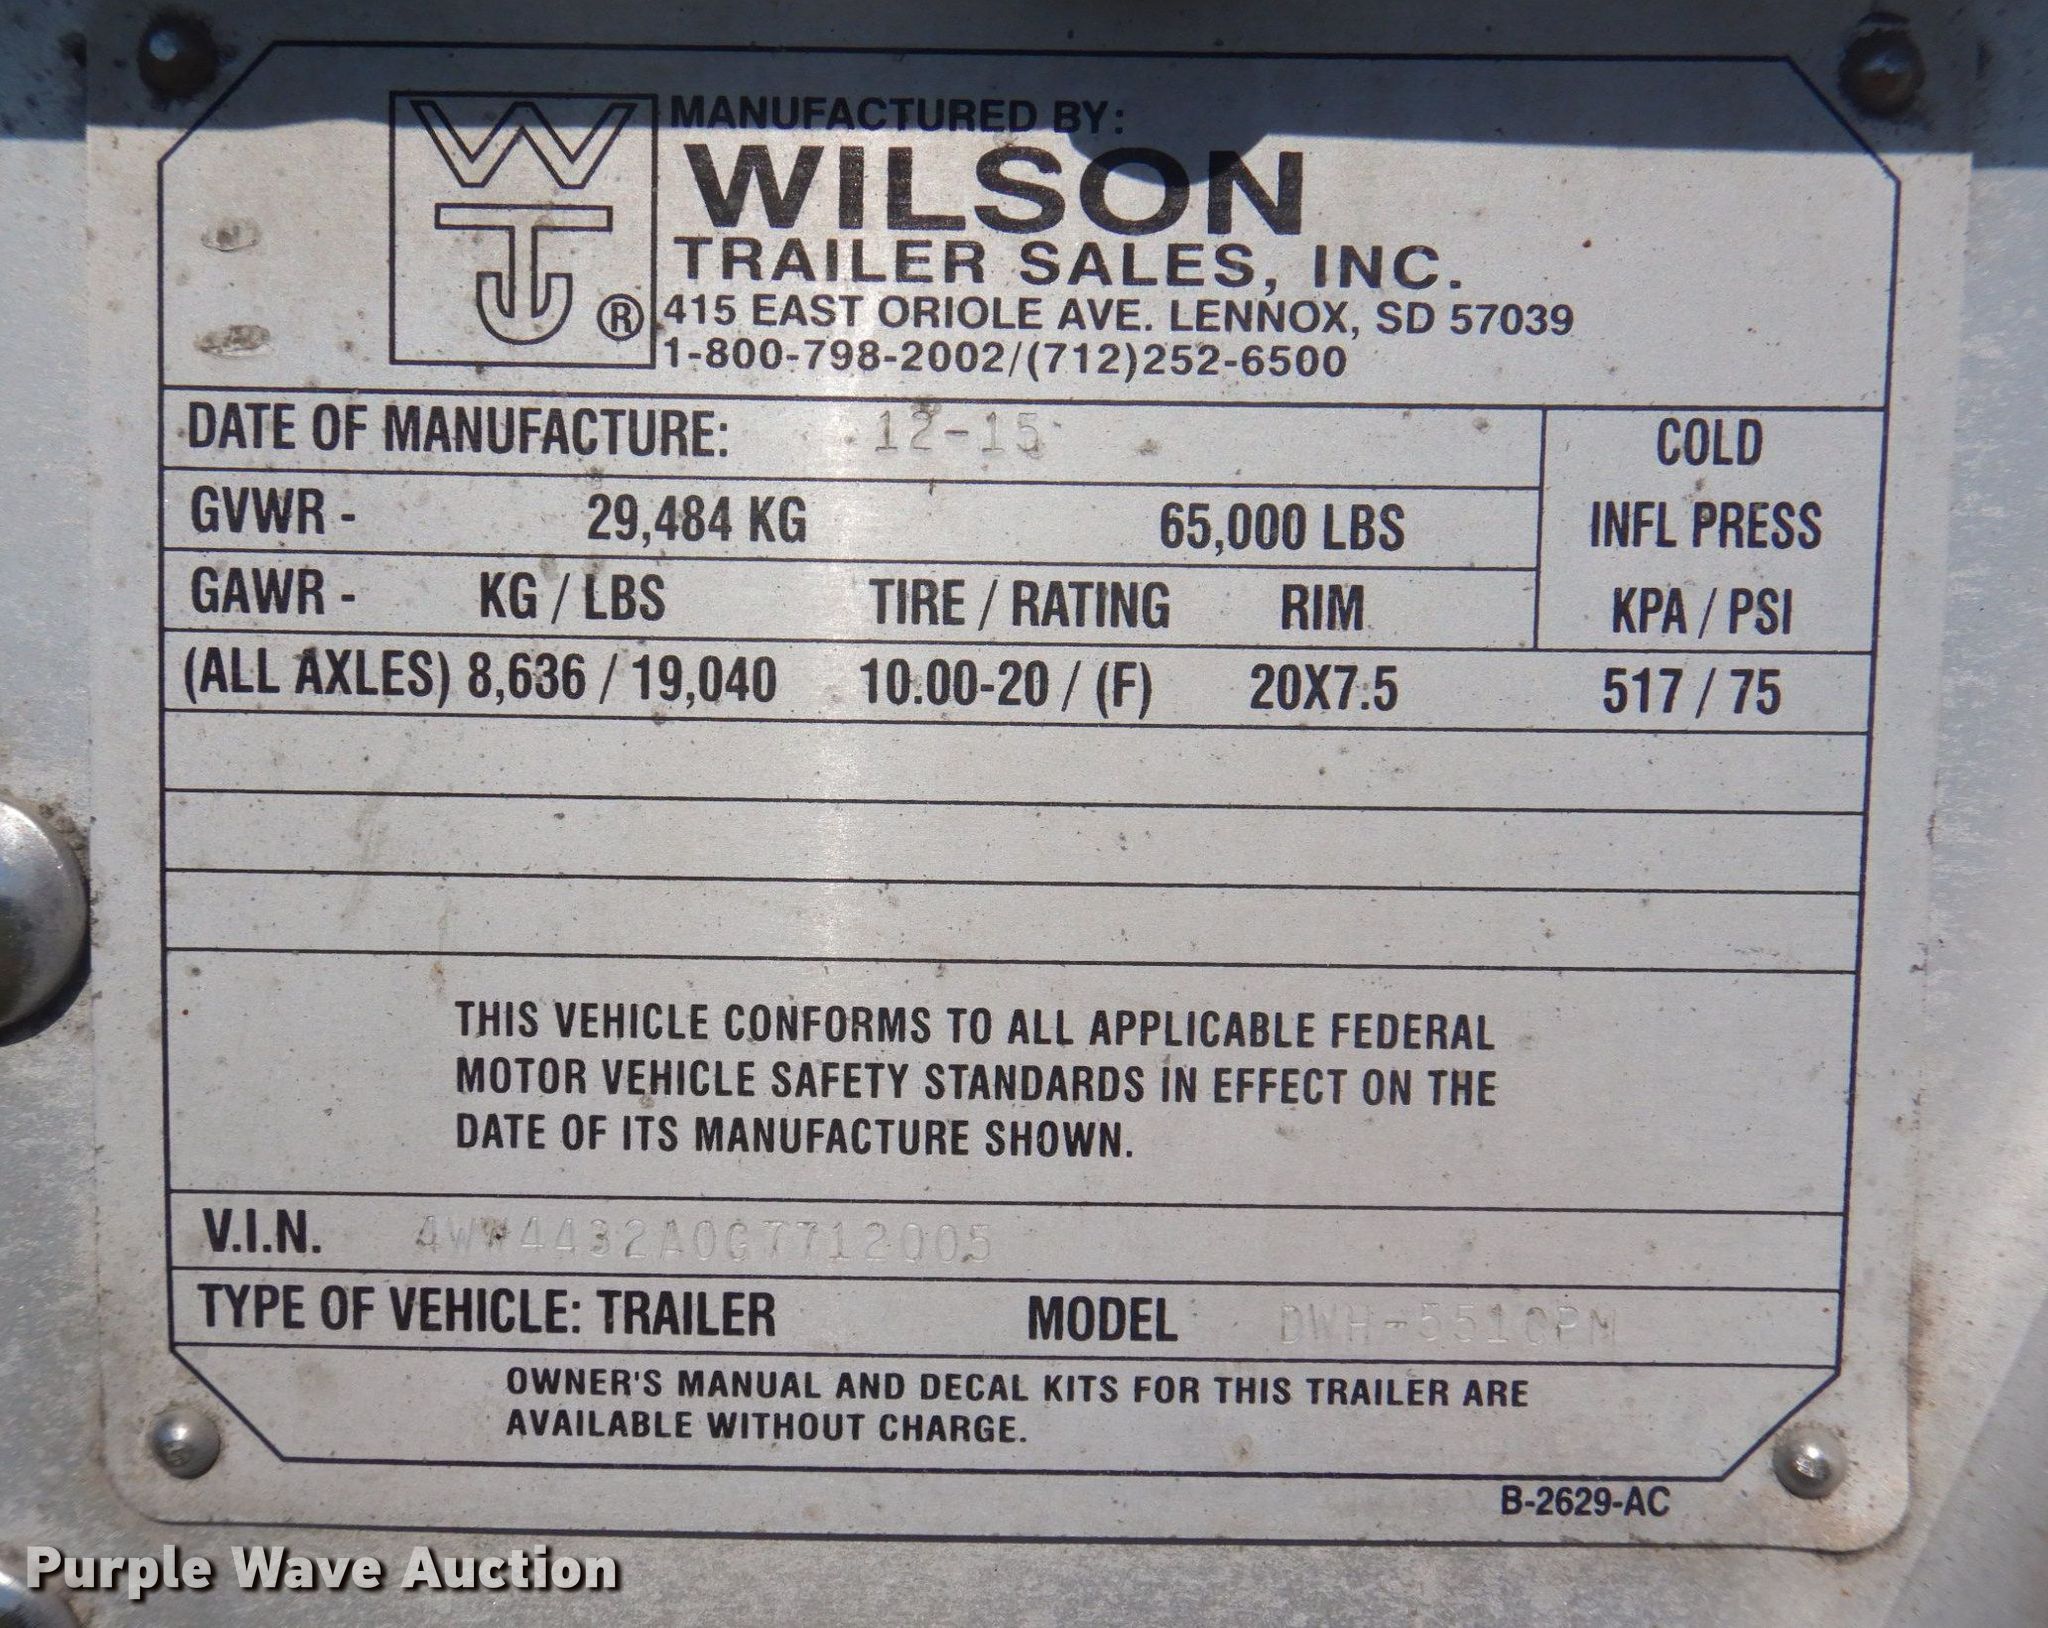 WTJ ®
MANUFACTURED BY:
WILSON
TRAILER SALES, INC.
415 EAST ORIOLE AVE. LENNOX, SD 57039
1-800-798-2002/(712)252-6500
DATE OF MANUFACTURE: 12-15
COLD
GVWR - 29,484 KG 65,000 LBS
INFL PRESS
GAWR - KG / LBS TIRE / RATING RIM KPA / PSI
(ALL AXLES) 8,636 / 19,040 10.00-20 / (F) 20X7.5 517 / 75
THIS VEHICLE CONFORMS TO ALL APPLICABLE FEDERAL
MOTOR VEHICLE SAFETY STANDARDS IN EFFECT ON THE
DATE OF ITS MANUFACTURE SHOWN.
V.I.N.
TYPE OF VEHICLE: TRAILER MODEL
OWNER'S MANUAL AND DECAL KITS FOR THIS TRAILER ARE
AVAILABLE WITHOUT CHARGE.
B-2629-AC
Purple Wave Auction